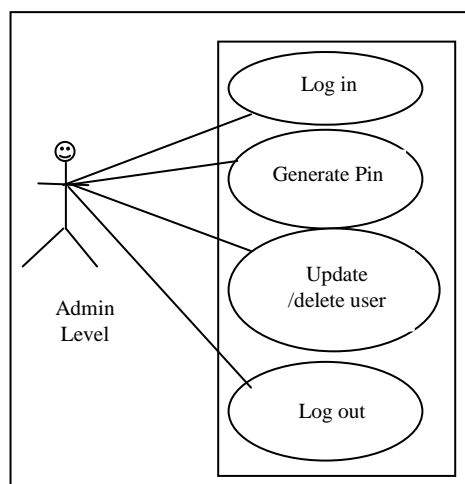 Log in
Generate Pin
Update
/delete user
Admin
Level
Log out